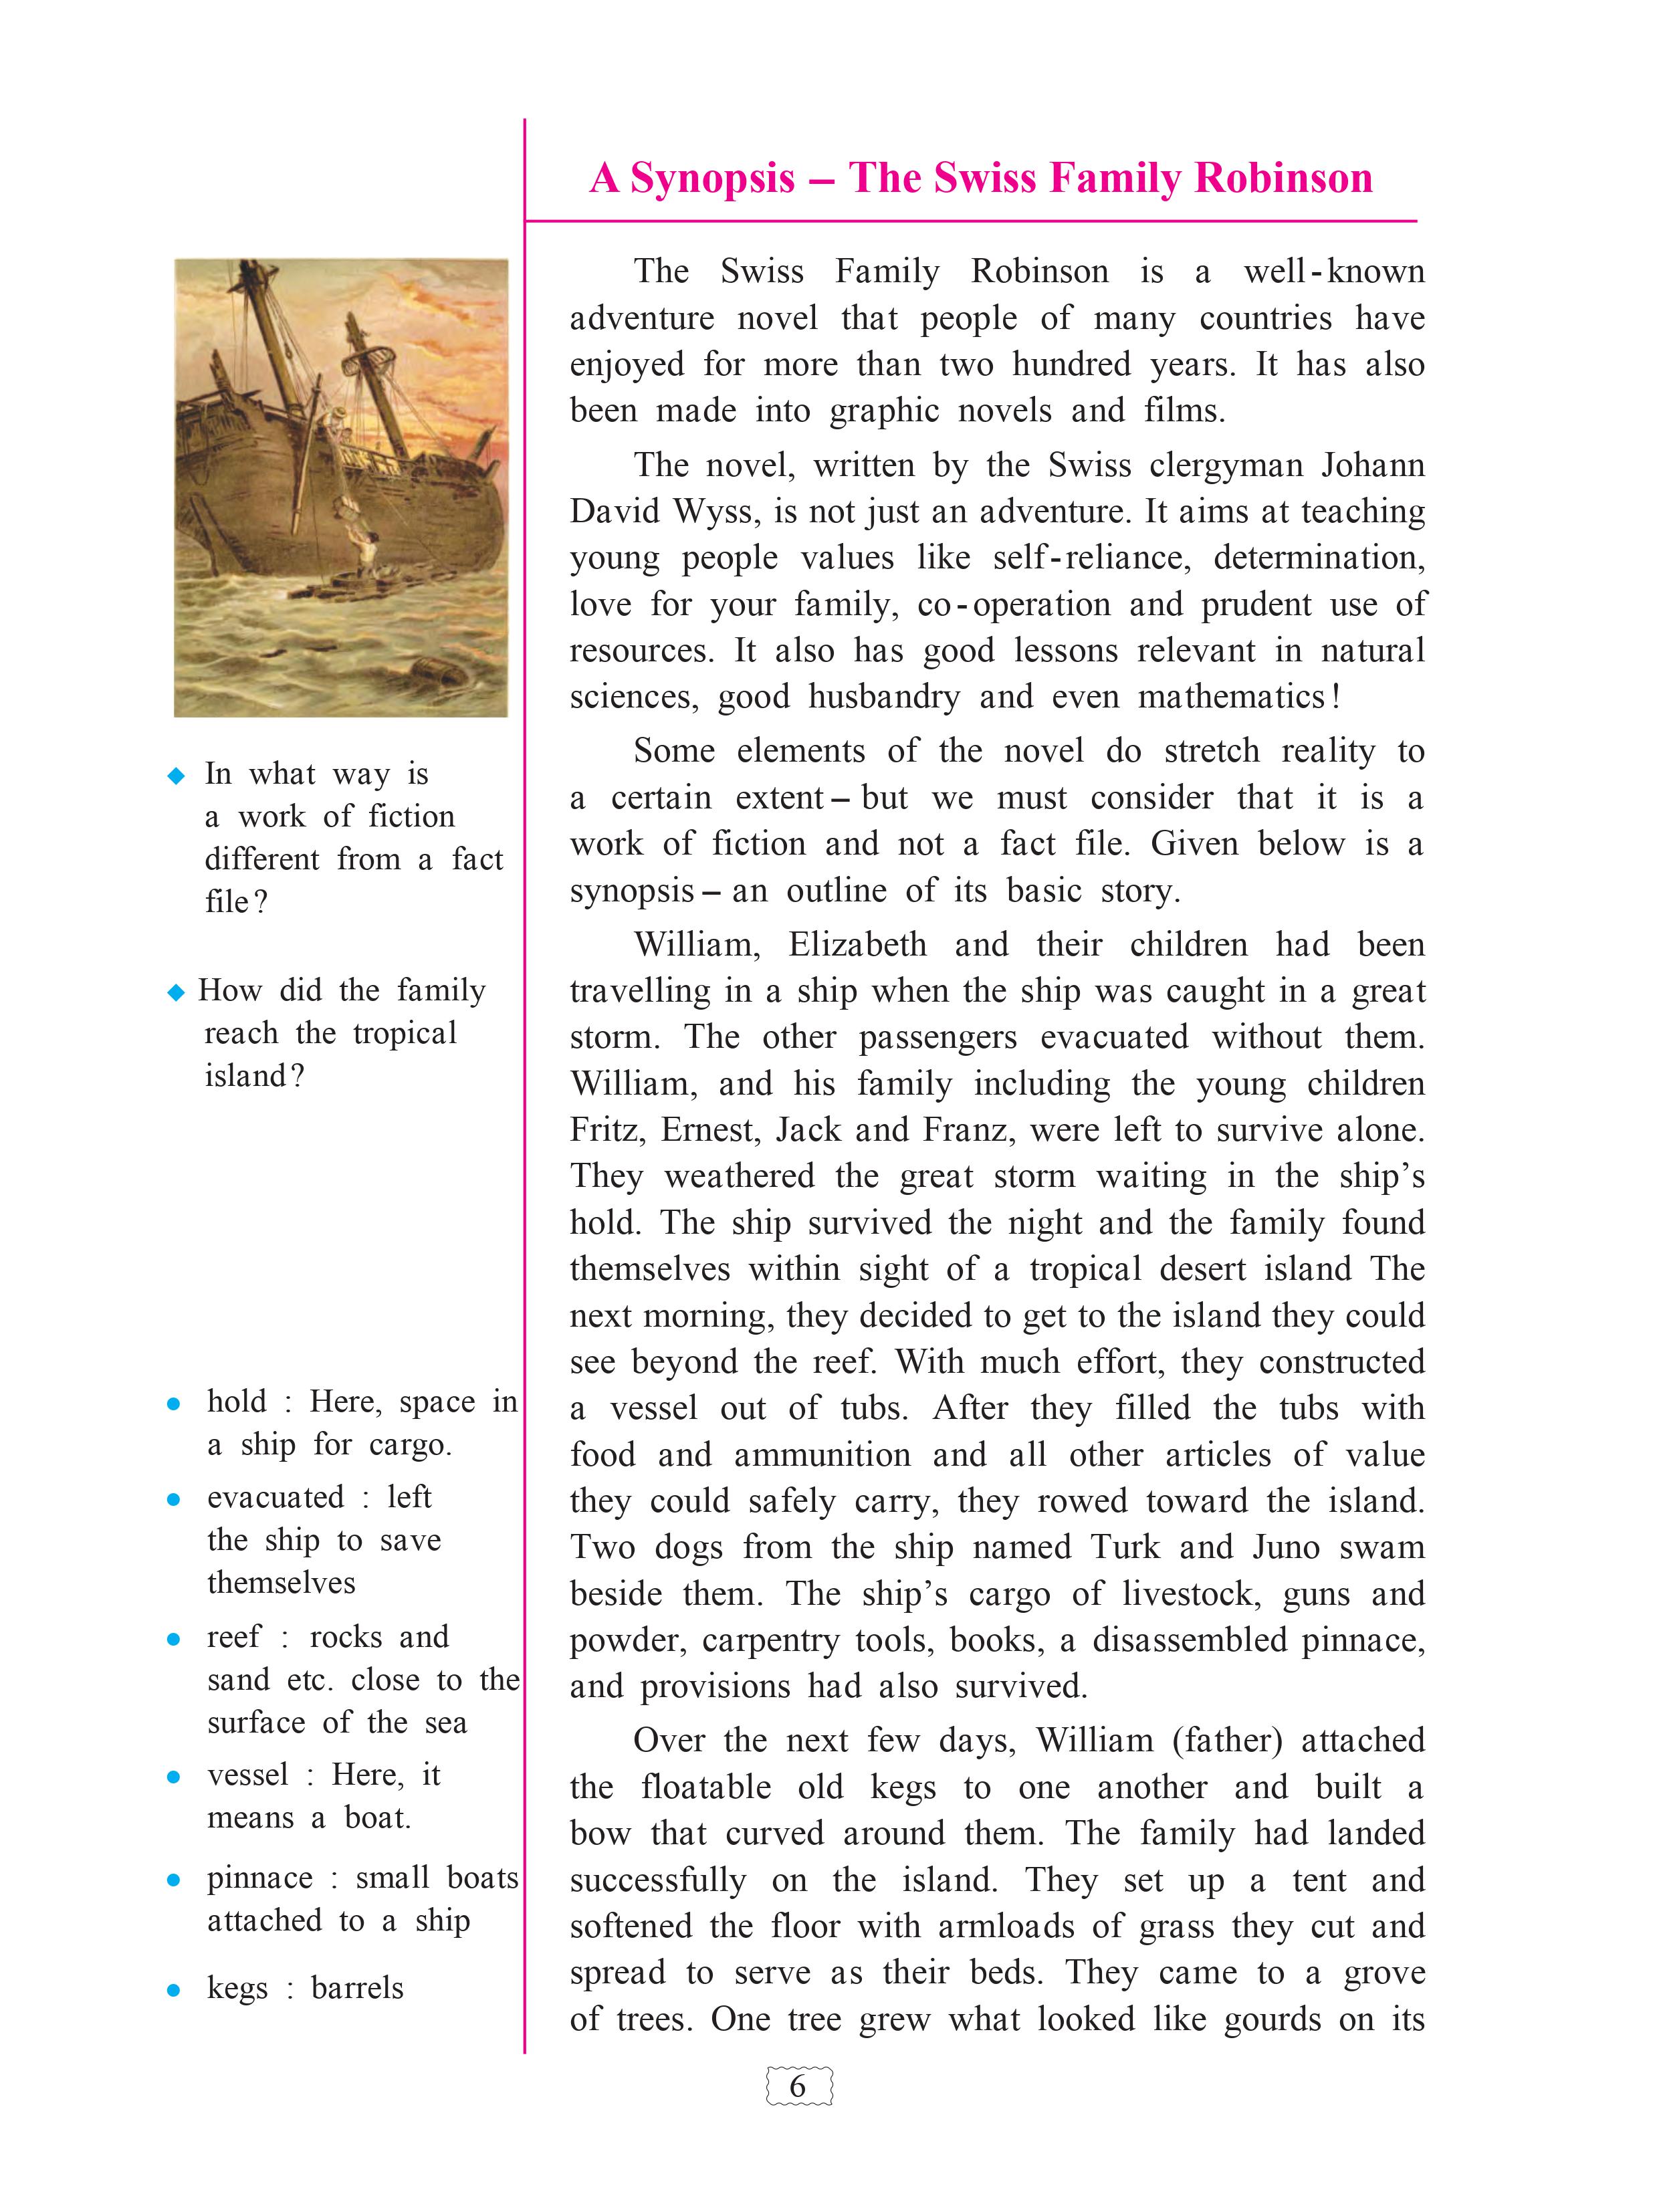 A Synopsis – The Swiss Family Robinson
The Swiss Family Robinson is a well-known
adventure novel that people of many countries have
enjoyed for more than two hundred years. It has also
been made into graphic novels and films.
The novel, written by the Swiss clergyman Johann
David Wyss, is not just an adventure. It aims at teaching
young people values like self-reliance, determination,
love for your family, co-operation and prudent use of
resources. It also has good lessons relevant in natural
sciences, good husbandry and even mathematics!
Some elements of the novel do stretch reality to
a certain extent – but we must consider that it is a
work of fiction and not a fact file. Given below is a
synopsis – an outline of its basic story.
William, Elizabeth and their children had been
travelling in a ship when the ship was caught in a great
storm. The other passengers evacuated without them.
William, and his family including the young children
Fritz, Ernest, Jack and Franz, were left to survive alone.
They weathered the great storm waiting in the ship’s
hold. The ship survived the night and the family found
themselves within sight of a tropical desert island The
next morning, they decided to get to the island they could
see beyond the reef. With much effort, they constructed
a vessel out of tubs. After they filled the tubs with
food and ammunition and all other articles of value
they could safely carry, they rowed toward the island.
Two dogs from the ship named Turk and Juno swam
beside them. The ship’s cargo of livestock, guns and
powder, carpentry tools, books, a disassembled pinnace,
and provisions had also survived.
Over the next few days, William (father) attached
the floatable old kegs to one another and built a
bow that curved around them. The family had landed
successfully on the island. They set up a tent and
softened the floor with armloads of grass they cut and
spread to serve as their beds. They came to a grove
of trees. One tree grew what looked like gourds on its
◆ In what way is
a work of fiction
different from a fact
file?
◆ How did the family
reach the tropical
island?
● hold : Here, space in
a ship for cargo.
● evacuated : left
the ship to save
themselves
● reef : rocks and
sand etc. close to the
surface of the sea
● vessel : Here, it
means a boat.
● pinnace : small boats
attached to a ship
● kegs : barrels
6